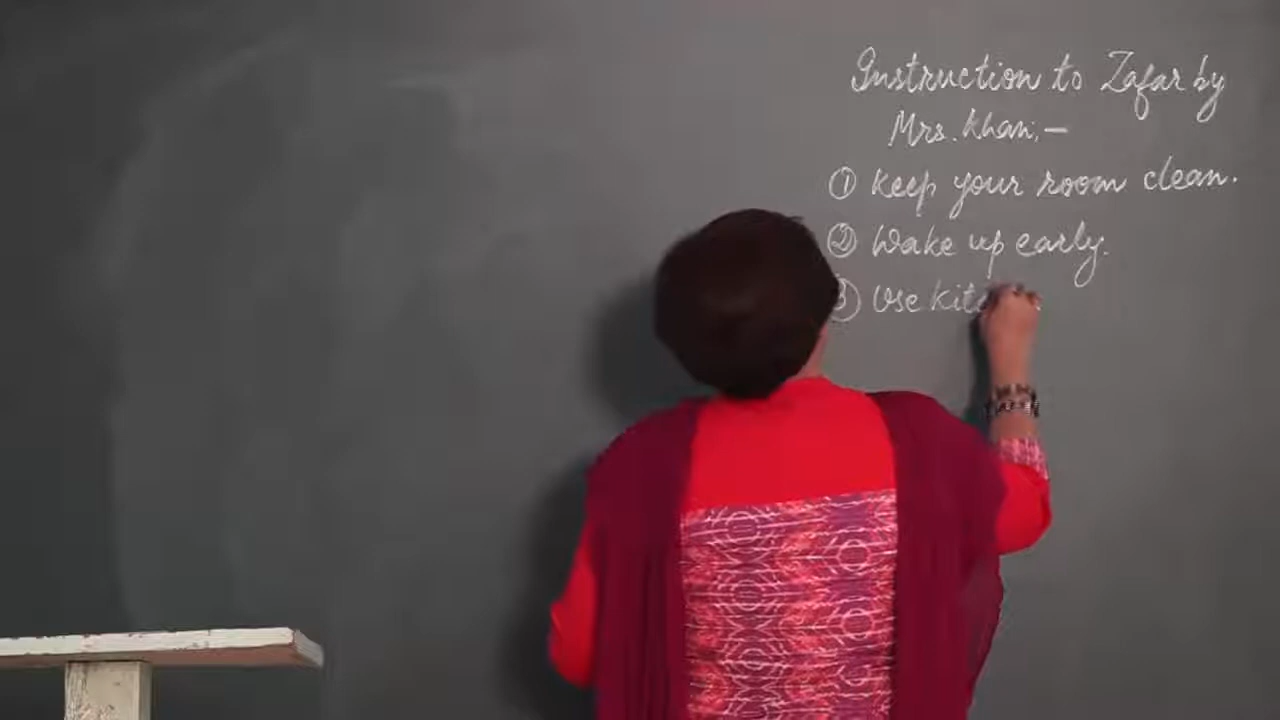 Instruction to Zafar by
Mrs. Khan:-
① Keep your room clean.
② Wake up early.
③ Use